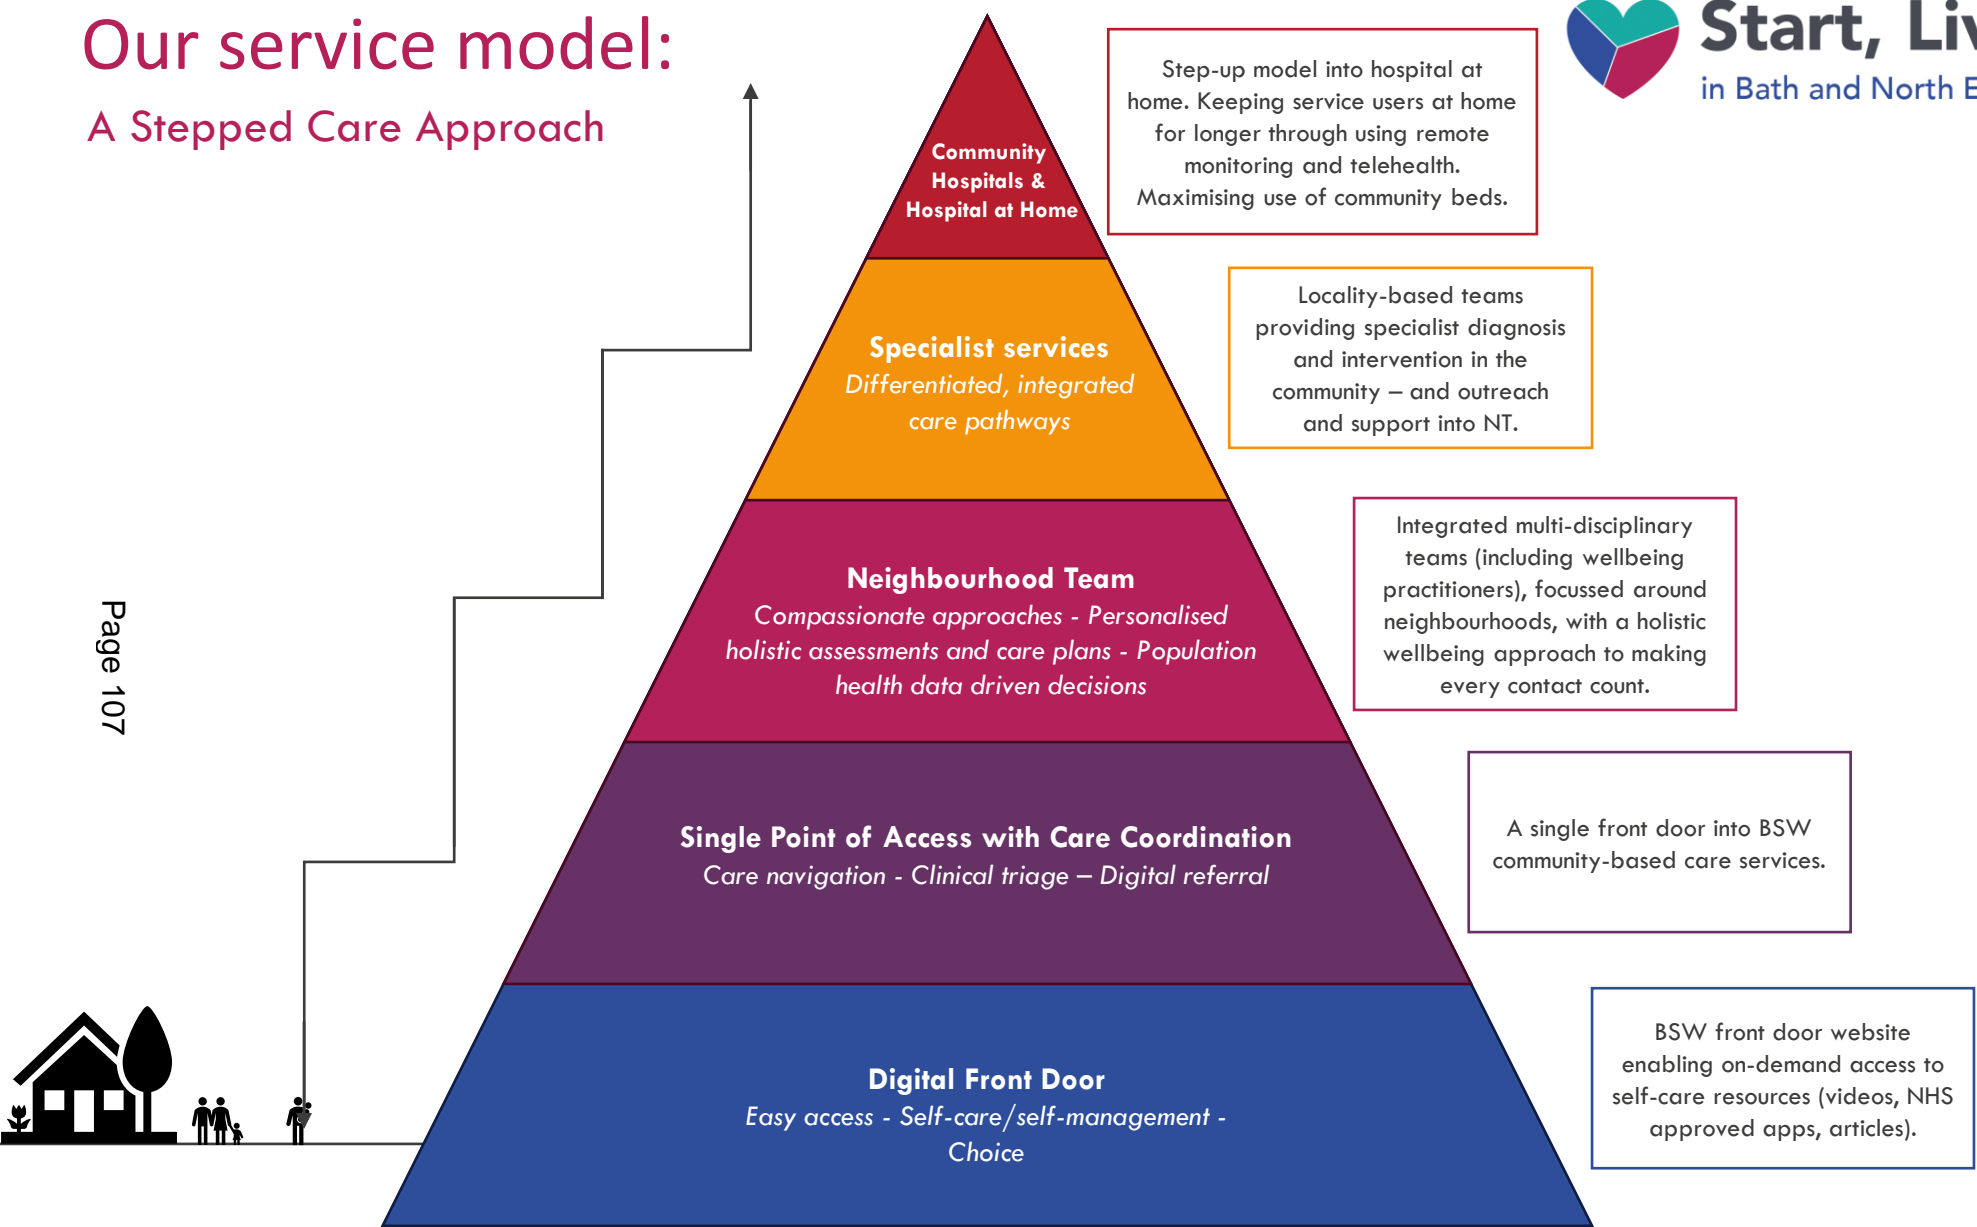 Our service model:
A Stepped Care Approach
Start, Liv
in Bath and North E
Community
Hospitals &
Hospital at Home
Step-up model into hospital at
home. Keeping service users at home
for longer through using remote
monitoring and telehealth.
Maximising use of community beds.
Specialist services
Differentiated, integrated
care pathways
Locality-based teams
providing specialist diagnosis
and intervention in the
community – and outreach
and support into NT.
Neighbourhood Team
Compassionate approaches - Personalised
holistic assessments and care plans - Population
health data driven decisions
Integrated multi-disciplinary
teams (including wellbeing
practitioners), focussed around
neighbourhoods, with a holistic
wellbeing approach to making
every contact count.
Page 107
Single Point of Access with Care Coordination
Care navigation - Clinical triage – Digital referral
A single front door into BSW
community-based care services.
Digital Front Door
Easy access - Self-care/self-management -
Choice
BSW front door website
enabling on-demand access to
self-care resources (videos, NHS
approved apps, articles).